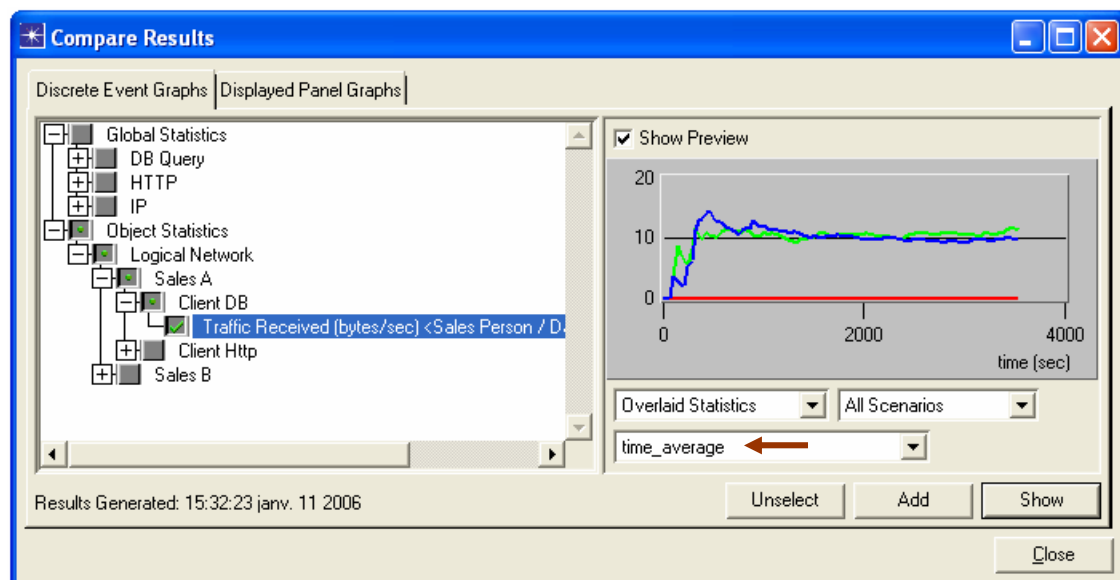 Compare Results
Discrete Event Graphs Displayed Panel Graphs
Global Statistics
DB Query
HTTP
IP
Object Statistics
Logical Network
Sales A
Client DB
Traffic Received (bytes/sec) <Sales Person /
Client Http
Sales B
Show Preview
20
10
0
0 2000 4000
time (sec)
Overlaid Statistics All Scenarios
time_average
Results Generated: 15:32:23 janv. 11 2006
Unselect Add Show
Close